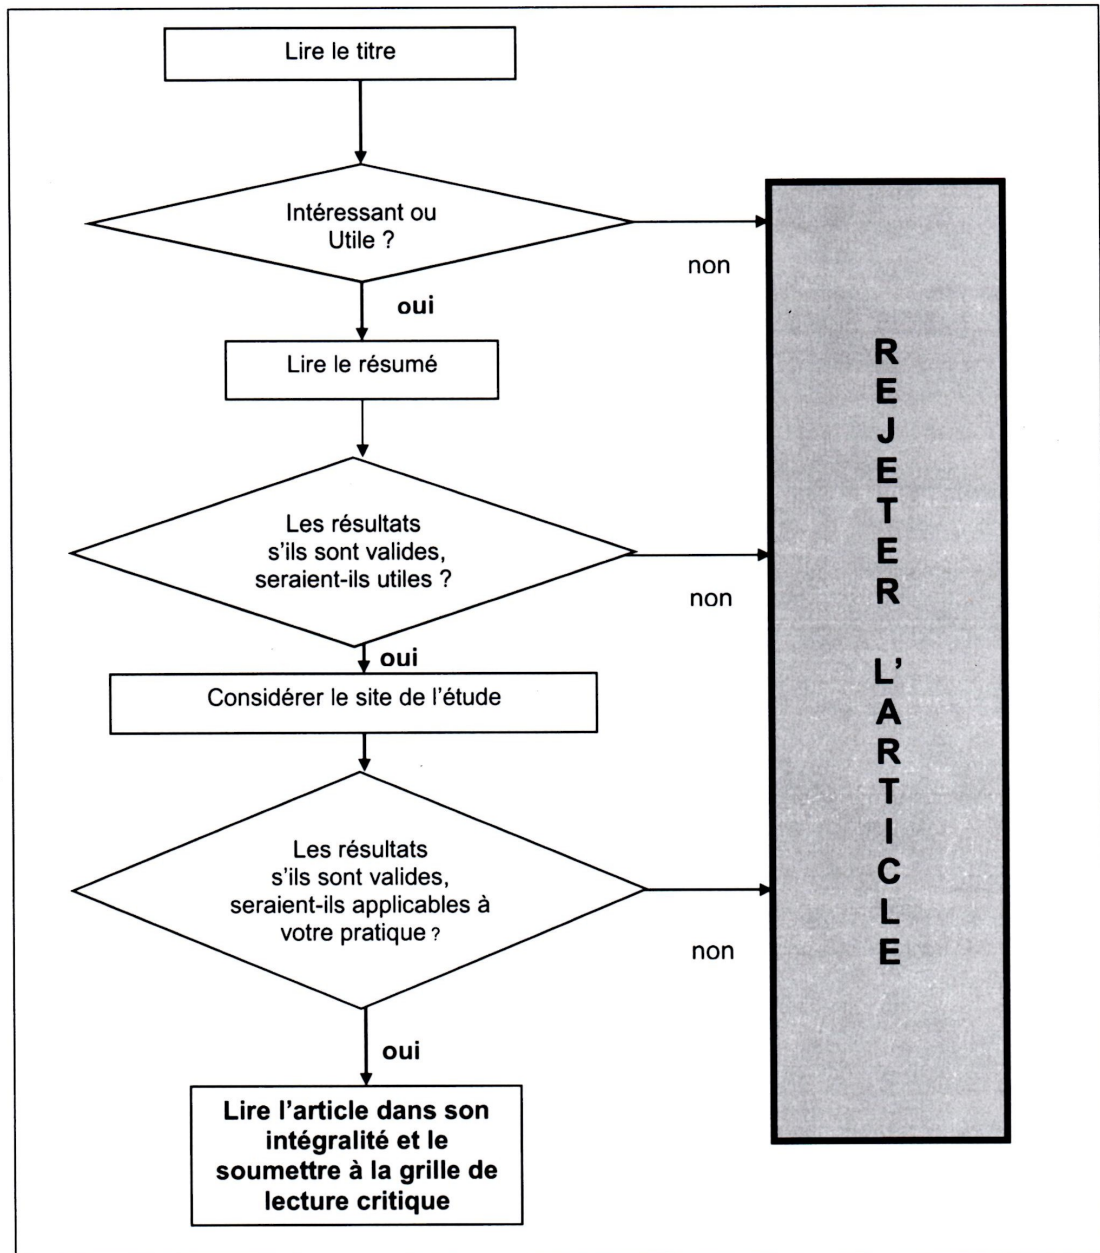 Lire le titre
Intéressant ou
Utile ?
non
oui
Lire le résumé
Les résultats
s'ils sont valides,
seraient-ils utiles ?
non
oui
Considérer le site de l'étude
Les résultats
s'ils sont valides,
seraient-ils applicables à
votre pratique ?
non
oui
Lire l'article dans son
intégralité et le
soumettre à la grille de
lecture critique
REJETER L'ARTICLE